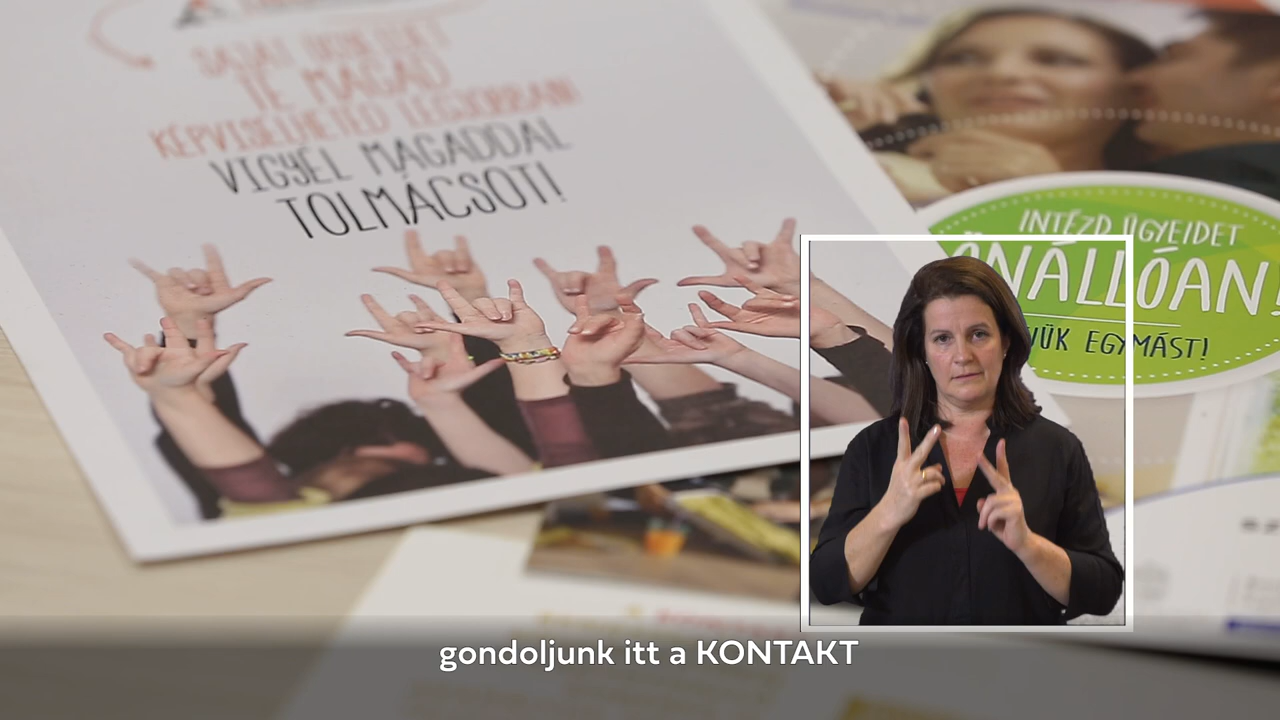 SAJÁT ÜGYEIDET
TE MAGAD
KÉPVISELHETED LEGJOBBAN!
VIGYÉL MAGADDAL
TOLMÁCSOT!
INTÉZD ÜGYEIDET
ÖNÁLLÓAN!
EGYMÁST!
gondoljunk itt a KONTAKT